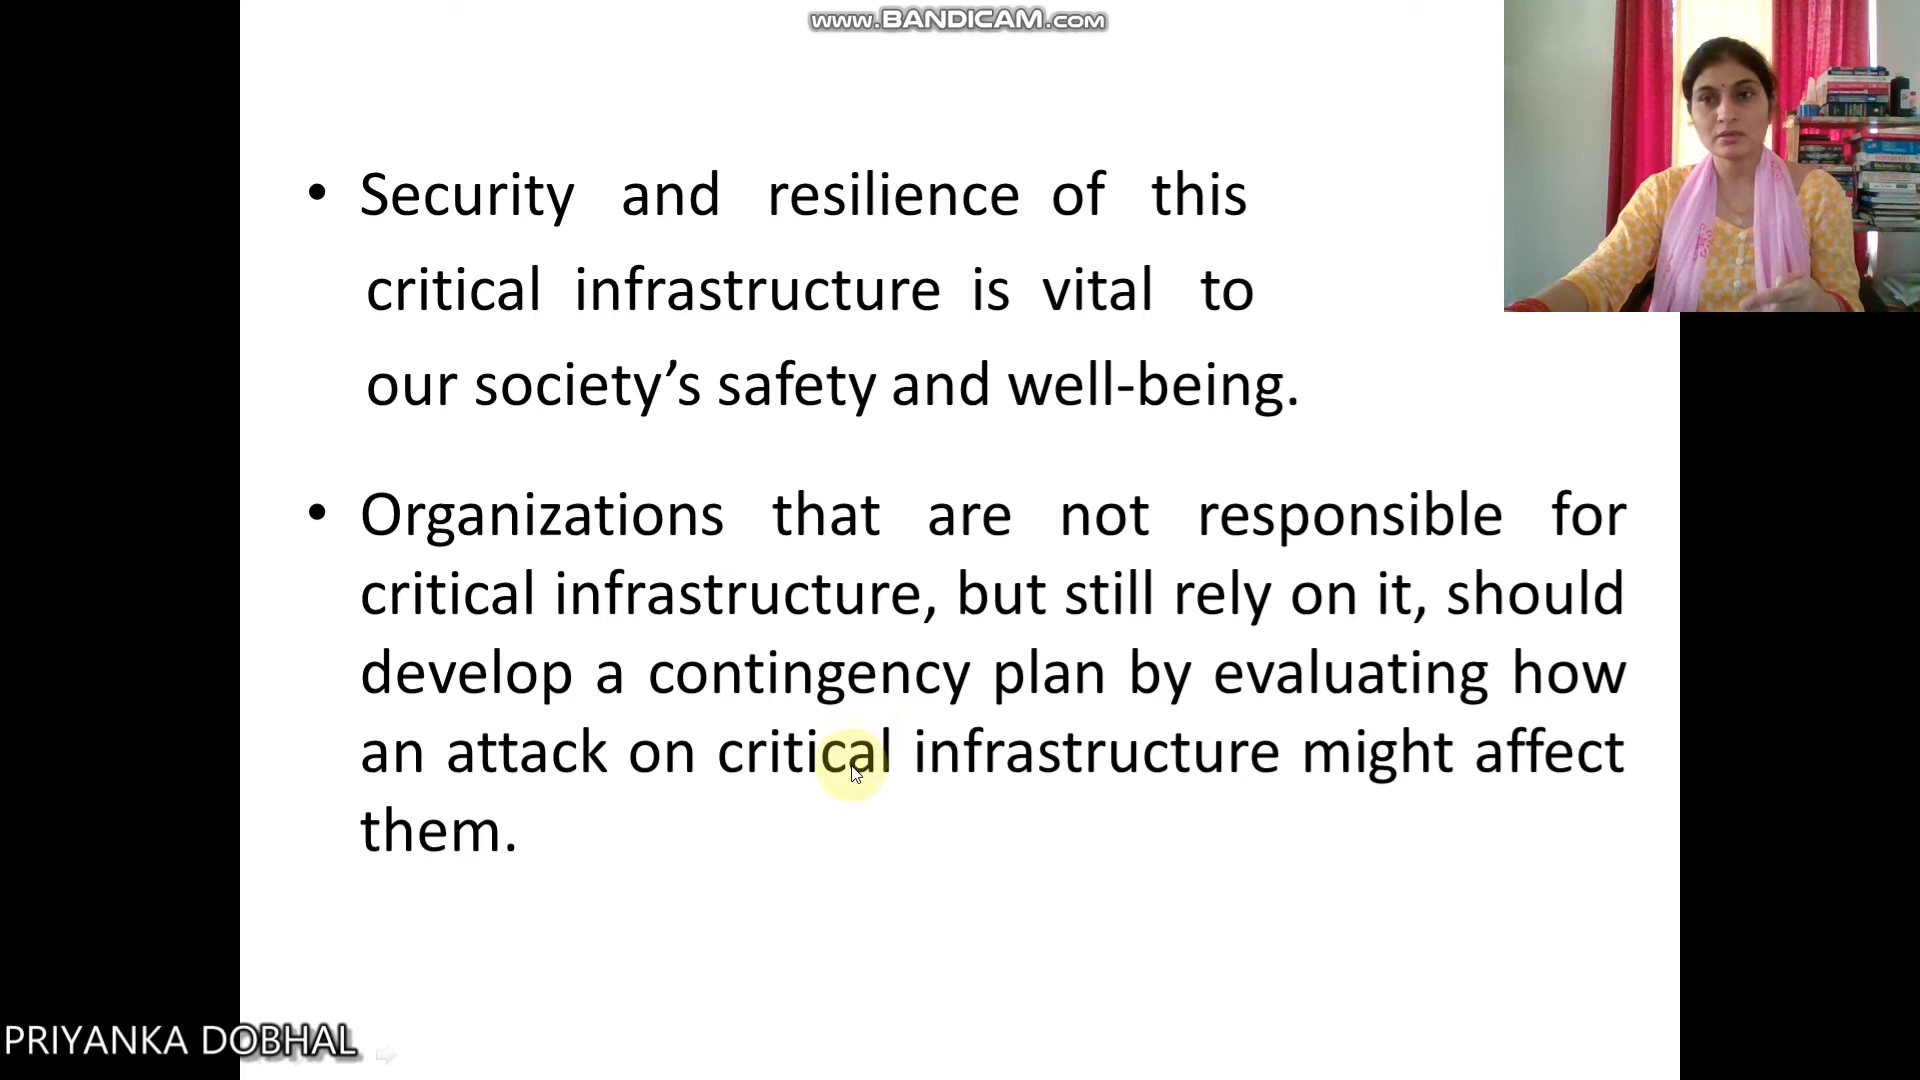 www.BANDICAM.com
• Security and resilience of this
critical infrastructure is vital to
our society’s safety and well-being.
• Organizations that are not responsible for
critical infrastructure, but still rely on it, should
develop a contingency plan by evaluating how
an attack on critical infrastructure might affect
them.
PRIYANKA DOBHAL